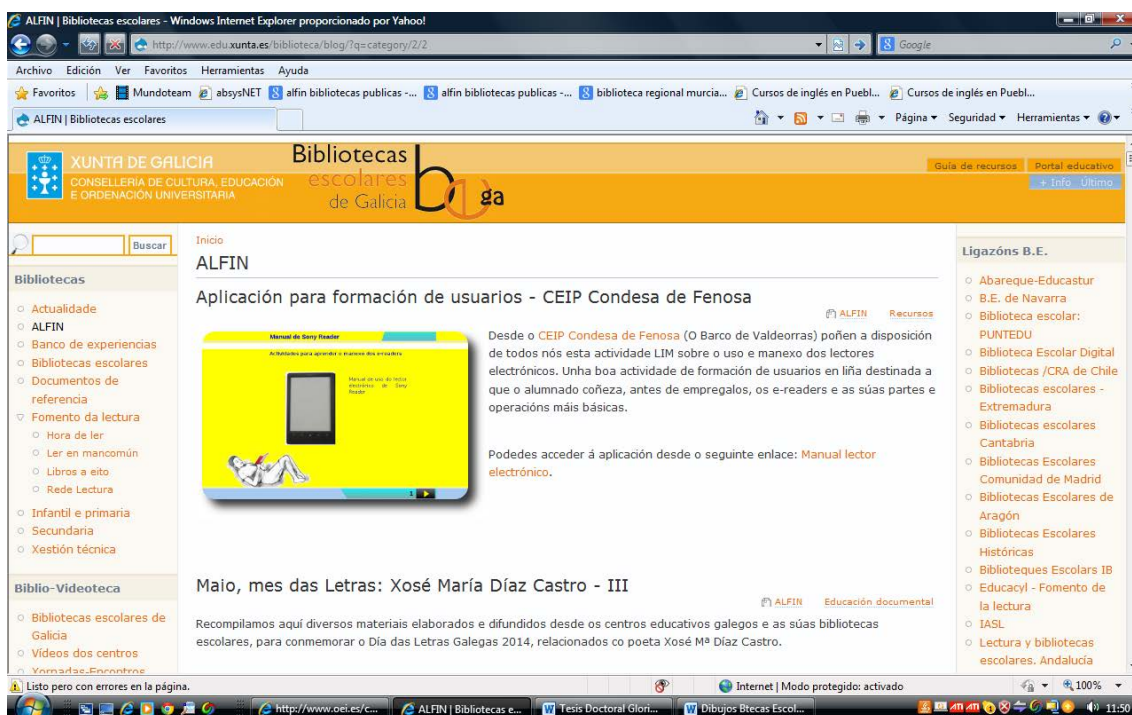 ALFIN | Bibliotecas escolares - Windows Internet Explorer proporcionado por Yahoo!
http://www.edu.xunta.es/biblioteca/blog/?q=category/2/2
Google
Archivo Edición Ver Favoritos Herramientas Ayuda
Favoritos Mundoteam absysNET alfin bibliotecas publicas -... alfin bibliotecas publicas -... biblioteca regional murcia... Cursos de inglés en Puebl... Cursos de inglés en Puebl...
ALFIN | Bibliotecas escolares
Página Seguridad Herramientas
XUNTA DE GALICIA
CONSELLERIA DE CULTURA, EDUCACIÓN
E ORDENACIÓN UNIVERSITARIA
Bibliotecas
escolares
de Galicia
be ga
Guía de recursos Portal educativo
+ Info Último
Buscar
Bibliotecas
Actualidade
ALFIN
Banco de experiencias
Bibliotecas escolares
Documentos de
referencia
Fomento da lectura
Hora de ler
Ler en mancomún
Libros a eito
Rede Lectura
Infantil e primaria
Secundaria
Xestión técnica
Biblio-Videoteca
Bibliotecas escolares de
Galicia
Vídeos dos centros
Xornadas-Encontros
Inicio
ALFIN
Aplicación para formación de usuarios - CEIP Condesa de Fenosa
ALFIN Recursos
Manual de Sony Reader
Actividades para aprender o manexo dos e-readers
Manual de uso do lector
electrónico de Sony
Reader
1
Desde o CEIP Condesa de Fenosa (O Barco de Valdeorras) poñen a disposición
de todos nós esta actividade LIM sobre o uso e manexo dos lectores
electrónicos. Unha boa actividade de formación de usuarios en liña destinada a
que o alumnado coñeza, antes de empregalos, os e-readers e as súas partes e
operacións máis básicas.
Podedes acceder á aplicación desde o seguinte enlace: Manual lector
electrónico.
Maio, mes das Letras: Xosé María Díaz Castro - III
ALFIN Educación documental
Recompilamos aquí diversos materiais elaborados e difundidos desde os centros educativos galegos e as súas bibliotecas
escolares, para conmemorar o Día das Letras Galegas 2014, relacionados co poeta Xosé Mª Díaz Castro.
Ligazóns B.E.
Abareque-Educastur
B.E. de Navarra
Biblioteca escolar:
PUNTEDU
Biblioteca Escolar Digital
Bibliotecas /CRA de Chile
Bibliotecas escolares -
Extremadura
Bibliotecas escolares
Cantabria
Bibliotecas Escolares
Comunidad de Madrid
Bibliotecas Escolares de
Aragón
Bibliotecas Escolares
Históricas
Biblioteques Escolars IB
Educacyl - Fomento de
la lectura
IASL
Lectura y bibliotecas
escolares. Andalucía
Listo pero con errores en la página.
Internet | Modo protegido: activado
100%
http://www.oei.es/c...
ALFIN | Bibliotecas e...
Tesis Doctoral Glori...
Dibujos Btecas Escol...
11:50